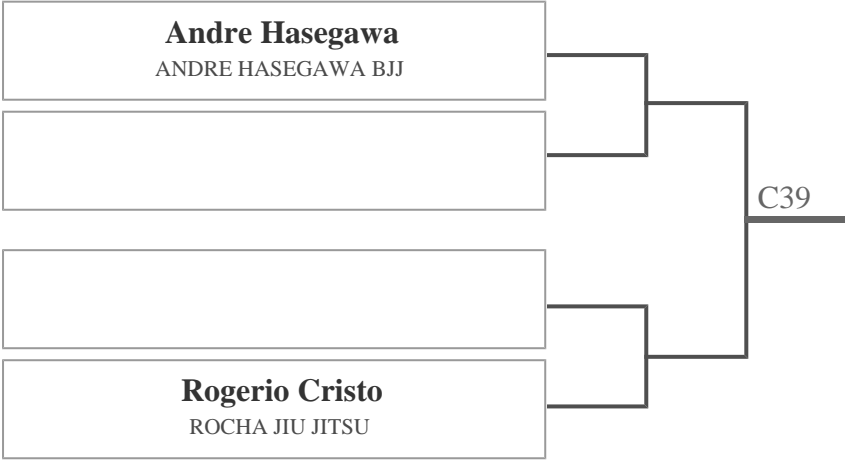 Andre Hasegawa
ANDRE HASEGAWA BJJ
C39
Rogerio Cristo
ROCHA JIU JITSU